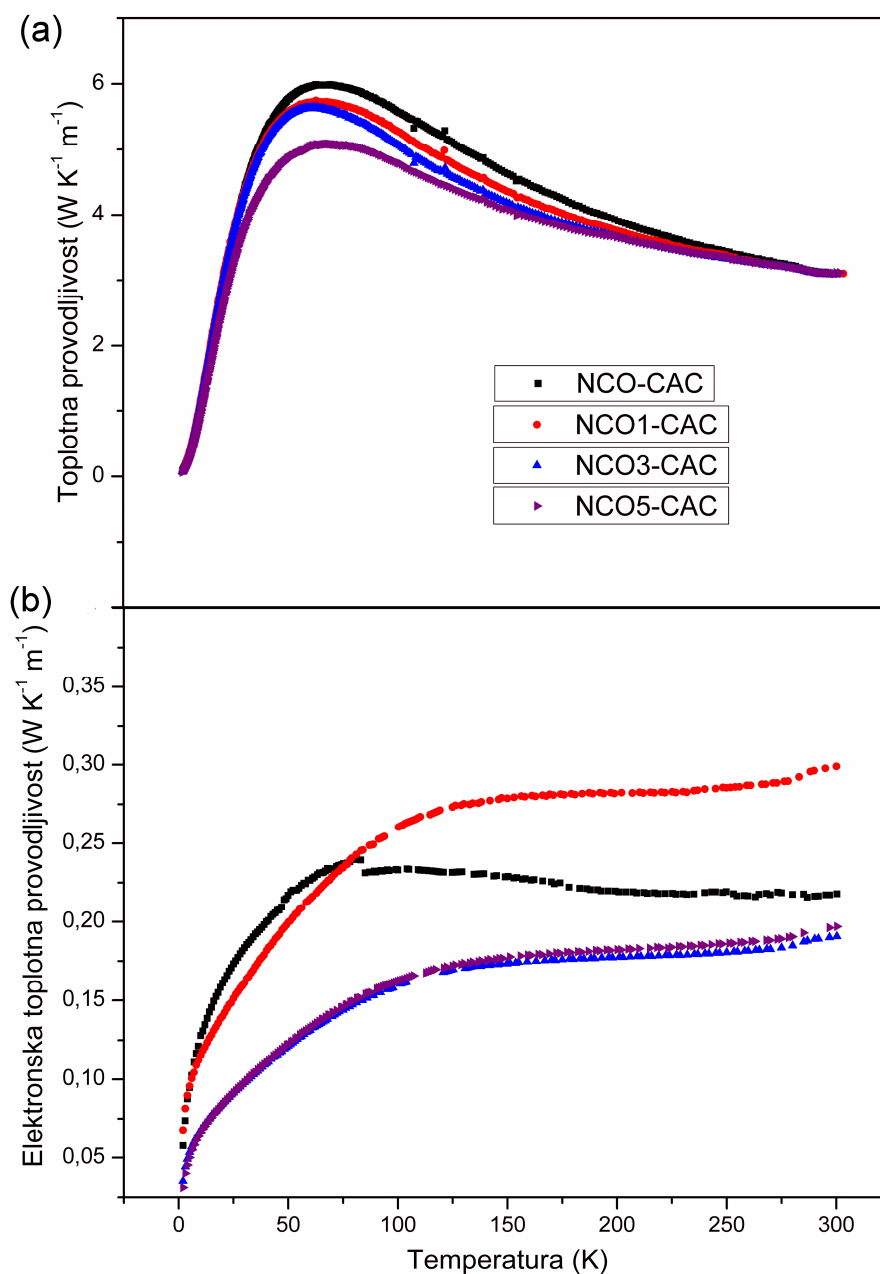 (a)
Toplotna provodljivost (W K⁻¹ m⁻¹)
6
4
2
0
NCO-CAC
NCO1-CAC
NCO3-CAC
NCO5-CAC
(b)
Elektronska toplotna provodljivost (W K⁻¹ m⁻¹)
0,35
0,30
0,25
0,20
0,15
0,10
0,05
0 50 100 150 200 250 300
Temperatura (K)